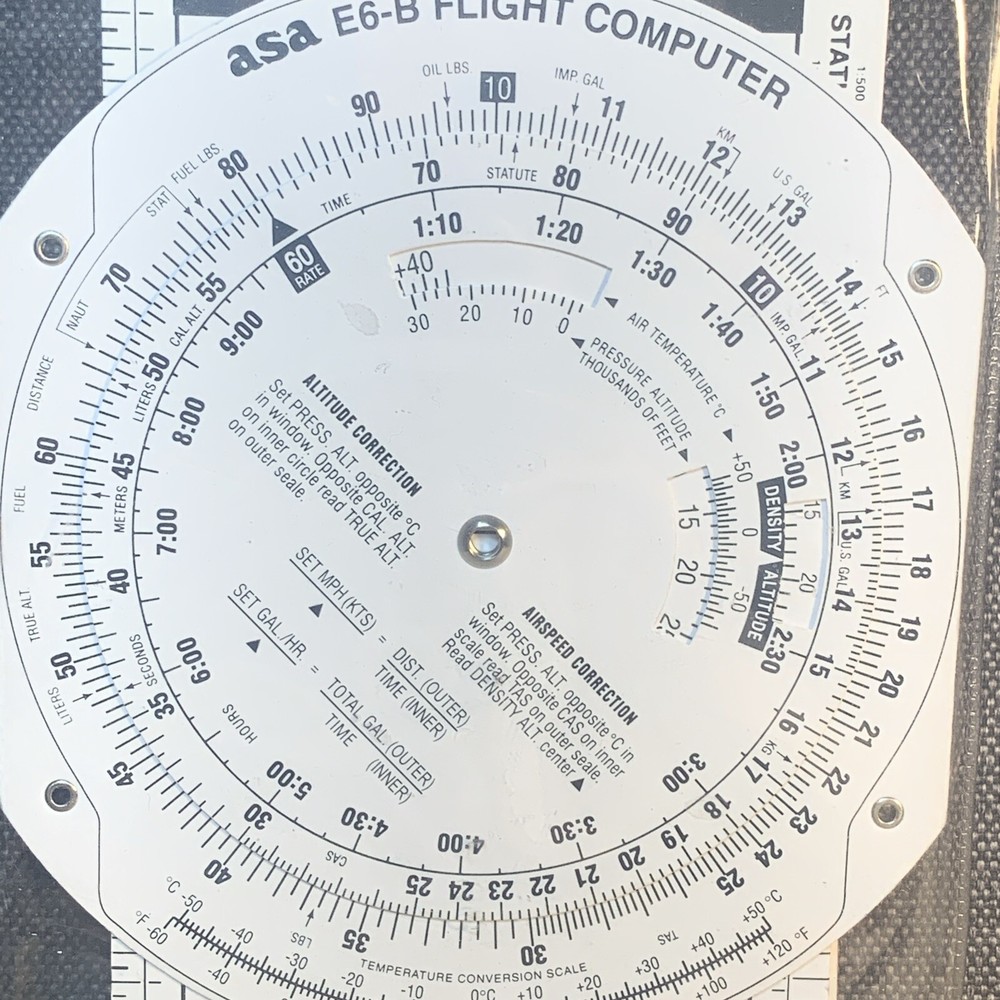 asa E6-B FLIGHT COMPUTER
STAT'
1:500
OIL LBS.
10
IMP. GAL
11
90
KM
12
FUEL LBS
80
U.S. GAL
13
STAT
70
14
FT
NAUT
15
DISTANCE
60
16
FUEL
17
55
18
TRUE ALT.
19
50
20
LITERS
21
45
22
23
40
24
LBS
25
35
30
TAS
TIME
70
STATUTE
80
90
10
IMP. GAL.
11
12
KM
13
U.S. GAL
14
15
16
KG
17
18
19
20
21
22
23
24
25
CAS
30
35
SECONDS
40
METERS
45
LITERS
50
CAL ALT.
55
60
RATE
1:10
1:20
1:30
1:40
1:50
2:00
2:30
3:00
3:30
4:00
4:30
5:00
HOURS
6:00
7:00
8:00
9:00
+40
30 20 10 0
AIR TEMPERATURE °C
PRESSURE ALTITUDE
THOUSANDS OF FEET
+50
0
-50
15
20
DENSITY ALTITUDE
15
20
ALTITUDE CORRECTION
Set PRESS. ALT. opposite °C
in window. Opposite CAL. ALT.
on inner circle read TRUE ALT.
on outer scale.
SET MPH (KTS) = DIST. (OUTER)
TIME (INNER)
SET GAL./HR. = TOTAL GAL. (OUTER)
TIME (INNER)
AIRSPEED CORRECTION
Set PRESS. ALT. opposite °C in
window. Opposite CAS on inner
scale read TAS on outer scale.
Read DENSITY ALT. center
TEMPERATURE CONVERSION SCALE
°C -50 -40 -30 -20 -10 0°C +10 +20 +30 +40 +50 °C
°F -60 -40 +100 +120 °F